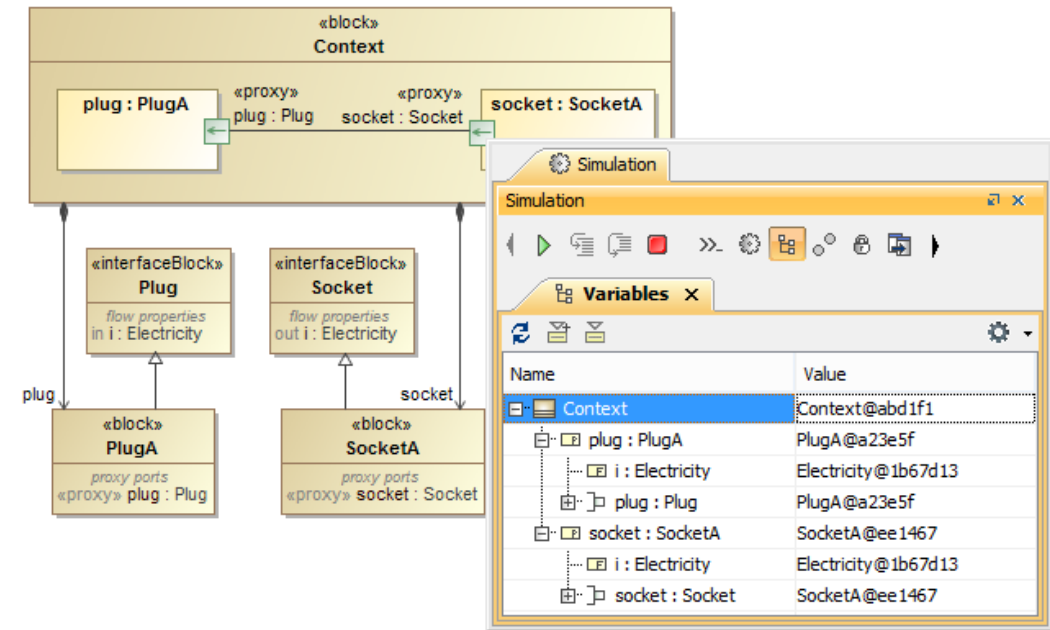 «block»
Context
plug : PlugA
«proxy»
plug : Plug
«proxy»
socket : Socket
socket : SocketA
«interfaceBlock»
Plug
flow properties
in i : Electricity
«interfaceBlock»
Socket
flow properties
out i : Electricity
plug
socket
«block»
PlugA
proxy ports
«proxy» plug : Plug
«block»
SocketA
proxy ports
«proxy» socket : Socket
Simulation
Simulation
Variables
Name Value
Context Context@abd1f1
plug : PlugA PlugA@a23e5f
i : Electricity Electricity@1b67d13
plug : Plug PlugA@a23e5f
socket : SocketA SocketA@ee1467
i : Electricity Electricity@1b67d13
socket : Socket SocketA@ee1467